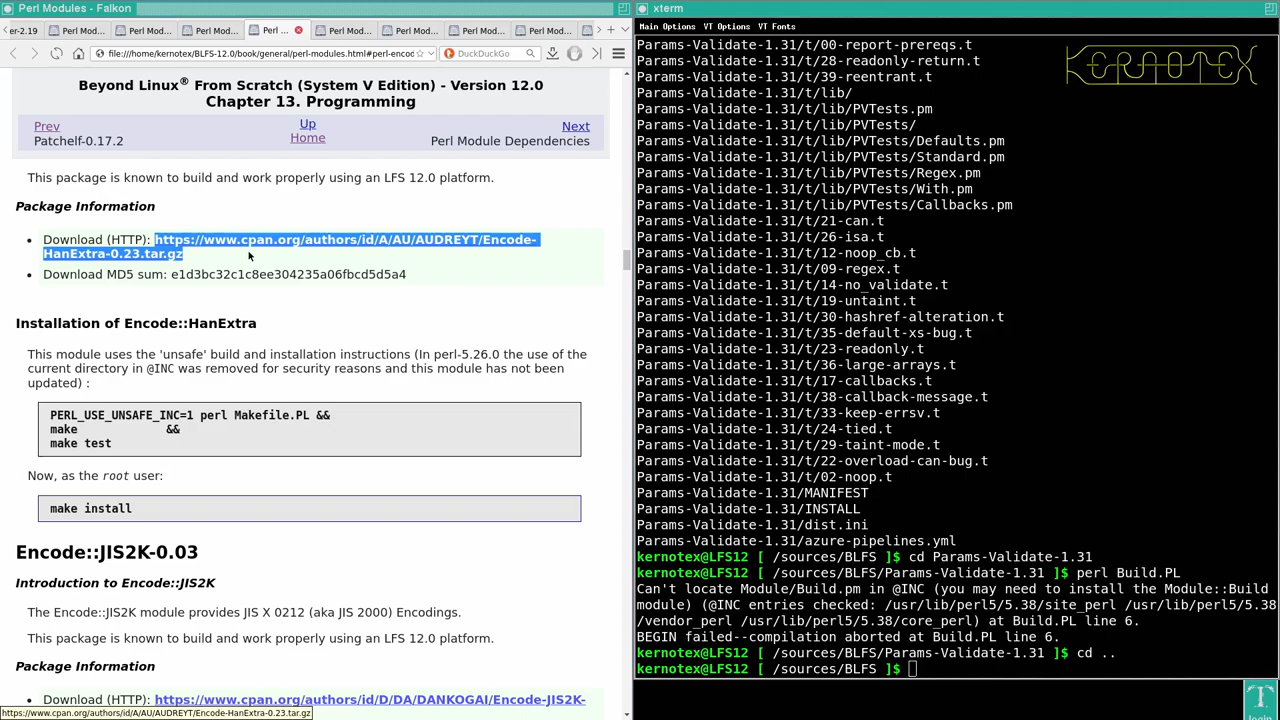 Perl Modules - Falkon
er-2.19
Perl Mod
Perl Mod
Perl Mod
Perl
Perl Mod
Perl Mod
Perl Mod
Perl Mod
file:///home/kernotex/BLFS-12.0/book/general/perl-modules.html#perl-encod
DuckDuckGo
Beyond Linux® From Scratch (System V Edition) - Version 12.0
Chapter 13. Programming
Prev
Up
Next
Patchelf-0.17.2
Home
Perl Module Dependencies
This package is known to build and work properly using an LFS 12.0 platform.
Package Information
• Download (HTTP): https://www.cpan.org/authors/id/A/AU/AUDREYT/Encode-
HanExtra-0.23.tar.gz
• Download MD5 sum: e1d3bc32c1c8ee304235a06fbcd5d5a4
Installation of Encode::HanExtra
This module uses the 'unsafe' build and installation instructions (In perl-5.26.0 the use of the
current directory in @INC was removed for security reasons and this module has not been
updated) :
PERL_USE_UNSAFE_INC=1 perl Makefile.PL &&
make             &&
make test
Now, as the root user:
make install
Encode::JIS2K-0.03
Introduction to Encode::JIS2K
The Encode::JIS2K module provides JIS X 0212 (aka JIS 2000) Encodings.
This package is known to build and work properly using an LFS 12.0 platform.
Package Information
• Download (HTTP): https://www.cpan.org/authors/id/D/DA/DANKOGAI/Encode-JIS2K-
https://www.cpan.org/authors/id/A/AU/AUDREYT/Encode-HanExtra-0.23.tar.gz
xterm
Main Options  VT Options  VT Fonts
KERNOTEX
Params-Validate-1.31/t/00-report-prereqs.t
Params-Validate-1.31/t/28-readonly-return.t
Params-Validate-1.31/t/39-reentrant.t
Params-Validate-1.31/t/lib/
Params-Validate-1.31/t/lib/PVTests.pm
Params-Validate-1.31/t/lib/PVTests/
Params-Validate-1.31/t/lib/PVTests/Defaults.pm
Params-Validate-1.31/t/lib/PVTests/Standard.pm
Params-Validate-1.31/t/lib/PVTests/Regex.pm
Params-Validate-1.31/t/lib/PVTests/With.pm
Params-Validate-1.31/t/lib/PVTests/Callbacks.pm
Params-Validate-1.31/t/21-can.t
Params-Validate-1.31/t/26-isa.t
Params-Validate-1.31/t/12-noop_cb.t
Params-Validate-1.31/t/09-regex.t
Params-Validate-1.31/t/14-no_validate.t
Params-Validate-1.31/t/19-untaint.t
Params-Validate-1.31/t/30-hashref-alteration.t
Params-Validate-1.31/t/35-default-xs-bug.t
Params-Validate-1.31/t/23-readonly.t
Params-Validate-1.31/t/36-large-arrays.t
Params-Validate-1.31/t/17-callbacks.t
Params-Validate-1.31/t/38-callback-message.t
Params-Validate-1.31/t/33-keep-errsv.t
Params-Validate-1.31/t/24-tied.t
Params-Validate-1.31/t/29-taint-mode.t
Params-Validate-1.31/t/22-overload-can-bug.t
Params-Validate-1.31/t/02-noop.t
Params-Validate-1.31/MANIFEST
Params-Validate-1.31/INSTALL
Params-Validate-1.31/dist.ini
Params-Validate-1.31/azure-pipelines.yml
kernotex@LFS12 [ /sources/BLFS ]$ cd Params-Validate-1.31
kernotex@LFS12 [ /sources/BLFS/Params-Validate-1.31 ]$ perl Build.PL
Can't locate Module/Build.pm in @INC (you may need to install the Module::Build
module) (@INC entries checked: /usr/lib/perl5/5.38/site_perl /usr/lib/perl5/5.38
/vendor_perl /usr/lib/perl5/5.38/core_perl) at Build.PL line 6.
BEGIN failed--compilation aborted at Build.PL line 6.
kernotex@LFS12 [ /sources/BLFS/Params-Validate-1.31 ]$ cd ..
kernotex@LFS12 [ /sources/BLFS ]$
login